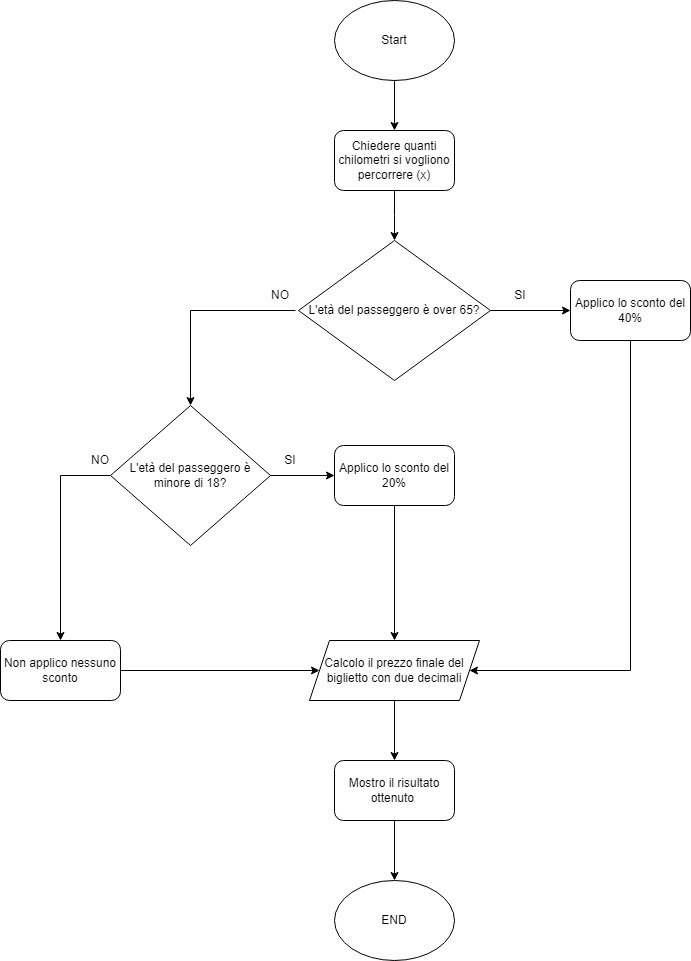 Start
Chiedere quanti
chilometri si vogliono
percorrere (x)
NO
SI
L'età del passeggero è over 65?
Applico lo sconto del
40%
NO
SI
L'età del passeggero è
minore di 18?
Applico lo sconto del
20%
Non applico nessuno
sconto
Calcolo il prezzo finale del
biglietto con due decimali
Mostro il risultato
ottenuto
END